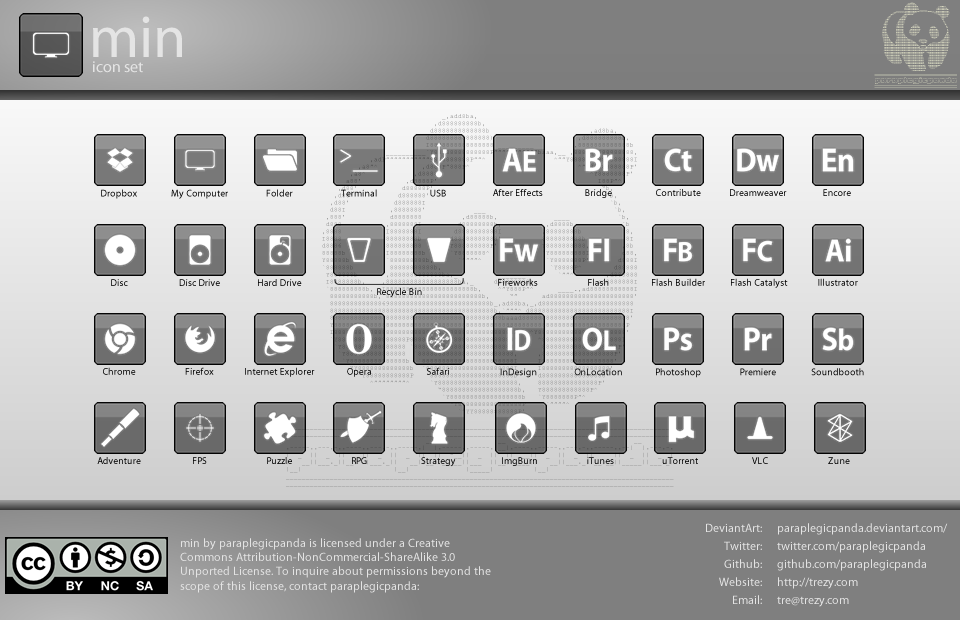 min
icon set
paraplegicpanda
>_
AE Br Ct Dw En
Dropbox My Computer Folder Terminal USB After Effects Bridge Contribute Dreamweaver Encore
Fw Fl FB FC Ai
Disc Disc Drive Hard Drive Recycle Bin Fireworks Flash Flash Builder Flash Catalyst Illustrator
ID OL Ps Pr Sb
Chrome Firefox Internet Explorer Opera Safari InDesign OnLocation Photoshop Premiere Soundbooth
µ
Adventure FPS Puzzle RPG Strategy ImgBurn iTunes uTorrent VLC Zune
paraplegicpanda
cc
BY NC SA
min by paraplegicpanda is licensed under a Creative
Commons Attribution-NonCommercial-ShareAlike 3.0
Unported License. To inquire about permissions beyond the
scope of this license, contact paraplegicpanda:
DeviantArt: paraplegicpanda.deviantart.com/
Twitter: twitter.com/paraplegicpanda
Github: github.com/paraplegicpanda
Website: http://trezy.com
Email: tre@trezy.com